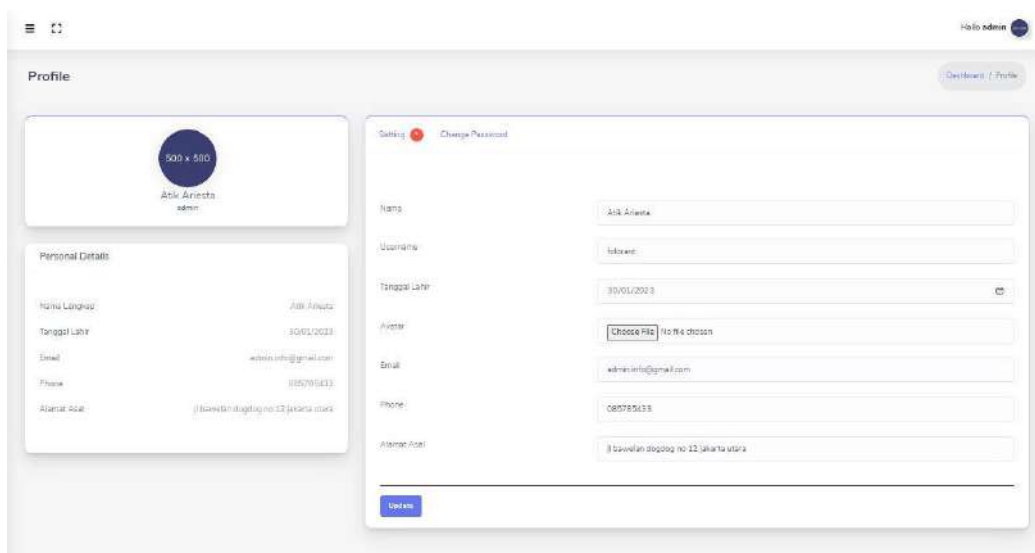 Hallo admin
Profile
Dashboard / Profile
500 x 500
Atik Ariesta
admin
Personal Details
Nama Lengkap Atik Ariesta
Tanggal Lahir 30/01/2023
Email admin.info@gmail.com
Phone 085785433
Alamat Asal jl bawelan dogdog no 12 jakarta utara
Setting Change Password
Nama Atik Ariesta
Username
Tanggal Lahir 30/01/2023
Avatar Choose File No file chosen
Email admin.info@gmail.com
Phone 085785433
Alamat Asal jl bawelan dogdog no 12 jakarta utara
Update